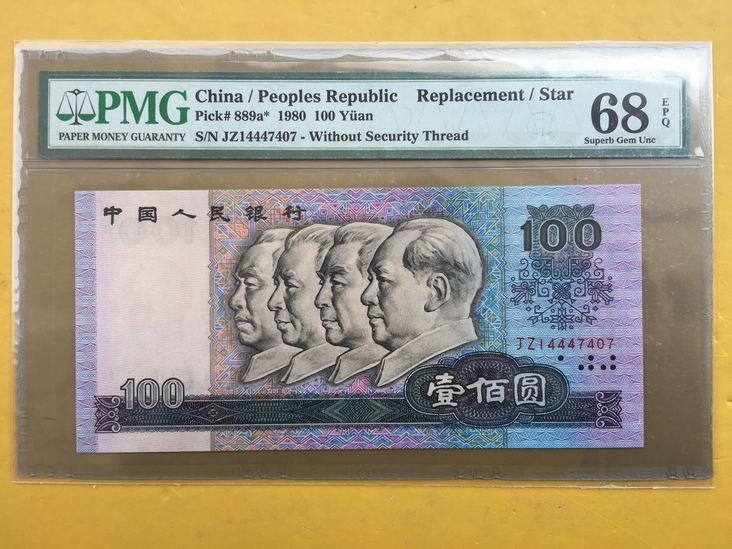 PMG
PAPER MONEY GUARANTY
China / Peoples Republic Replacement / Star
Pick# 889a* 1980 100 Yüan
S/N JZ14447407 - Without Security Thread
68 EPQ
Superb Gem Unc
中国人民银行
100
JZ14447407
100
壹佰圆